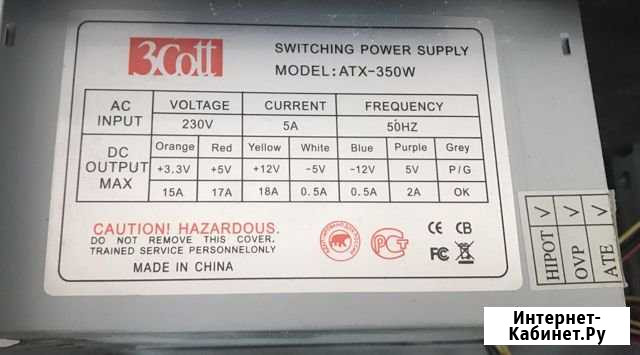 3Cott
SWITCHING POWER SUPPLY
MODEL: ATX-350W
AC INPUT VOLTAGE CURRENT FREQUENCY
230V 5A 50HZ
DC OUTPUT MAX Orange Red Yellow White Blue Purple Grey
+3.3V +5V +12V -5V -12V 5V P/G
15A 17A 18A 0.5A 0.5A 2A OK
CAUTION! HAZARDOUS.
DO NOT REMOVE THIS COVER.
TRAINED SERVICE PERSONNELONLY
MADE IN CHINA
CE CB
FC
HIPOT √
OVP √
ATE √
Интернет-
Кабинет.Ру